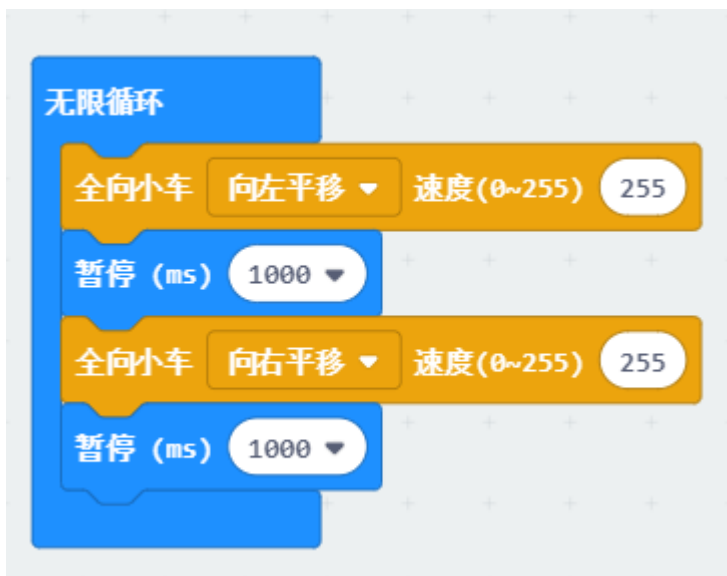 无限循环
全向小车 向左平移 速度(0~255) 255
暂停 (ms) 1000
全向小车 向右平移 速度(0~255) 255
暂停 (ms) 1000